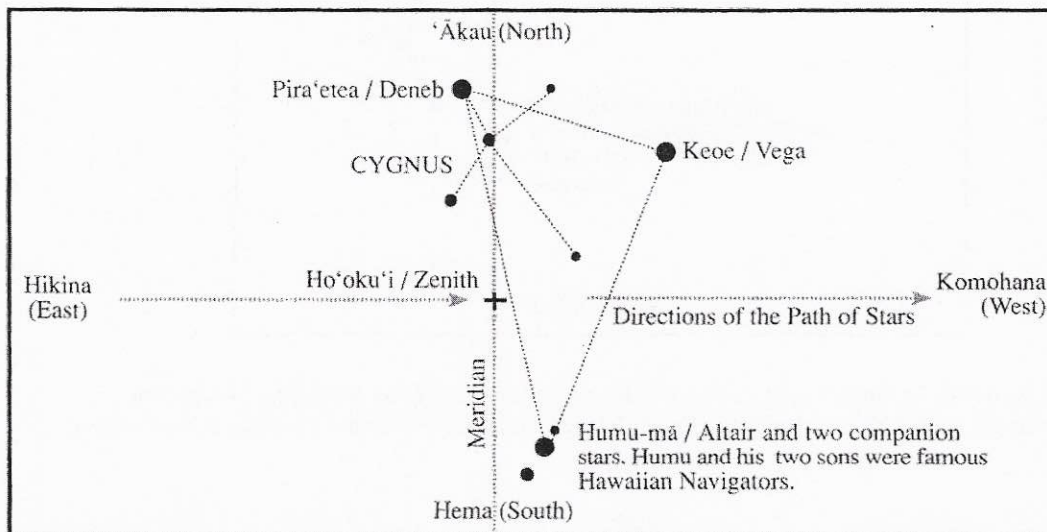 ʻĀkau (North)
Piraʻetea / Deneb
Keoe / Vega
CYGNUS
Hoʻokuʻi / Zenith
Hikina
(East)
Komohana
(West)
Directions of the Path of Stars
Meridian
Humu-mā / Altair and two companion
stars. Humu and his two sons were famous
Hawaiian Navigators.
Hema (South)